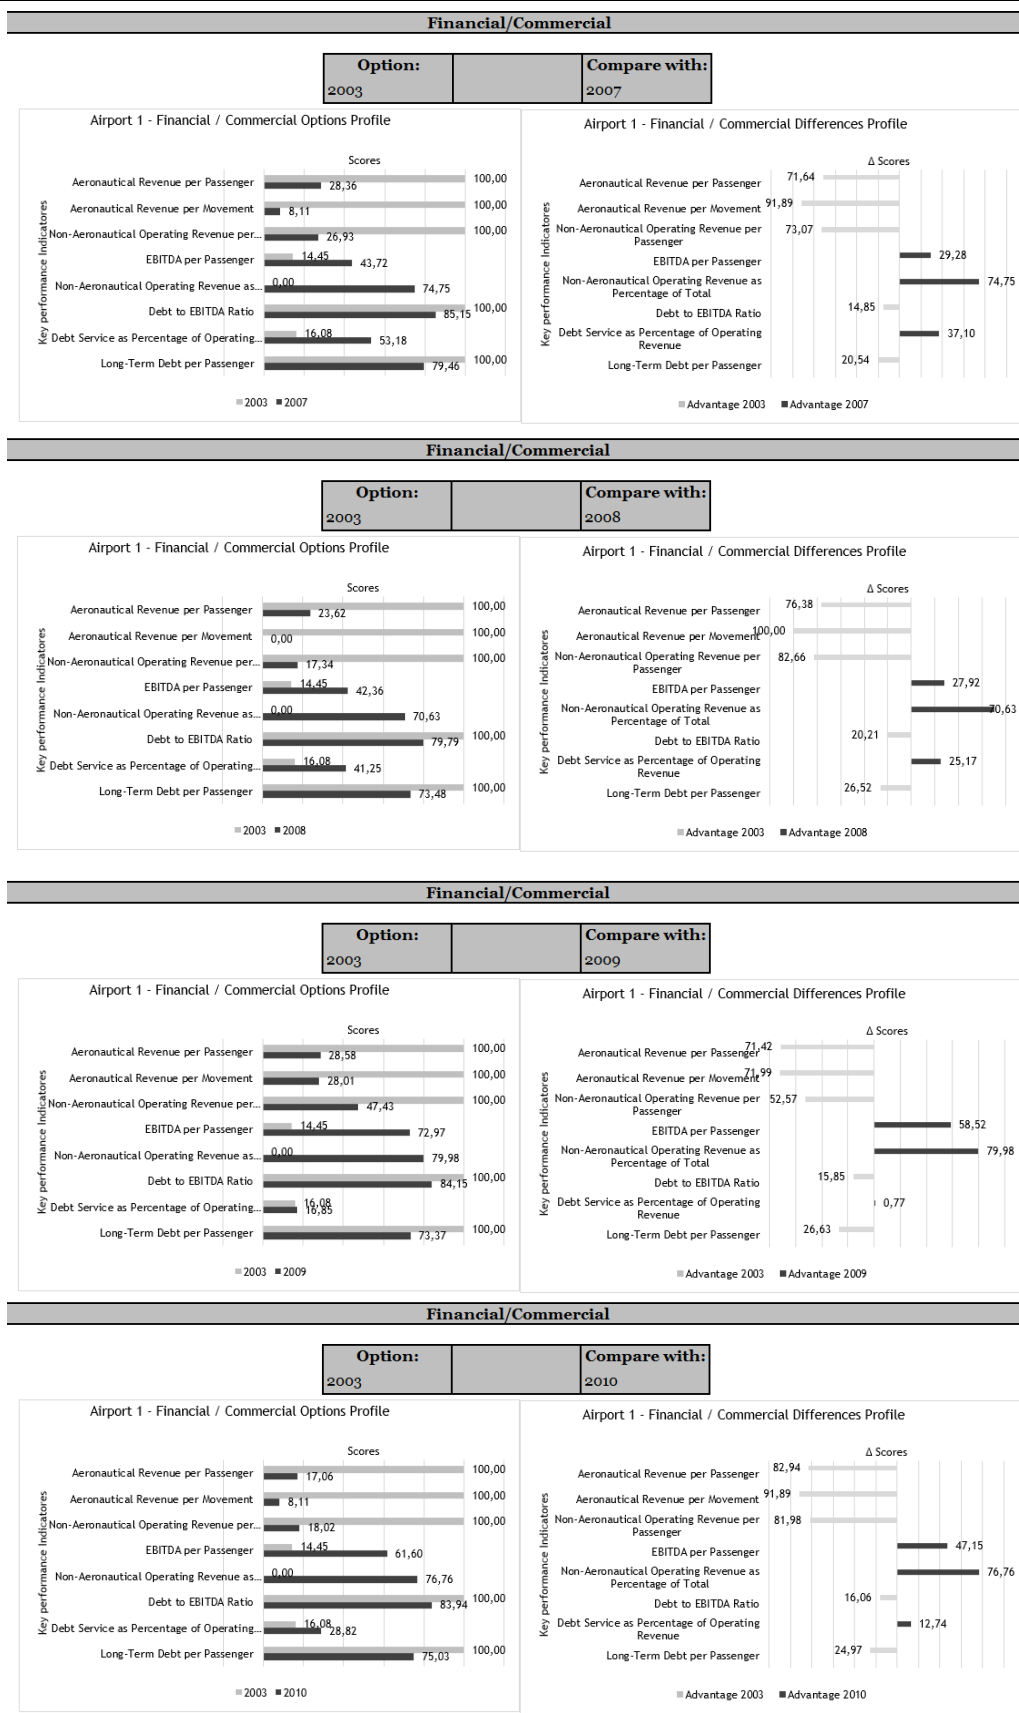 Financial/Commercial
Option:
Compare with:
2003
2007
Airport 1 - Financial / Commercial Options Profile
Scores
Key performance Indicatores
Aeronautical Revenue per Passenger
100,00
28,36
Aeronautical Revenue per Movement
100,00
8,11
Non-Aeronautical Operating Revenue per...
100,00
26,93
EBITDA per Passenger
14,45
43,72
Non-Aeronautical Operating Revenue as...
0,00
74,75
Debt to EBITDA Ratio
100,00
85,15
Debt Service as Percentage of Operating...
16,08
53,18
Long-Term Debt per Passenger
100,00
79,46
2003 2007
Airport 1 - Financial / Commercial Differences Profile
Δ Scores
Key performance Indicatores
Aeronautical Revenue per Passenger
71,64
Aeronautical Revenue per Movement
91,89
Non-Aeronautical Operating Revenue per
Passenger
73,07
EBITDA per Passenger
29,28
Non-Aeronautical Operating Revenue as
Percentage of Total
74,75
Debt to EBITDA Ratio
14,85
Debt Service as Percentage of Operating
Revenue
37,10
Long-Term Debt per Passenger
20,54
Advantage 2003 Advantage 2007
Financial/Commercial
Option:
Compare with:
2003
2008
Airport 1 - Financial / Commercial Options Profile
Scores
Key performance Indicatores
Aeronautical Revenue per Passenger
100,00
23,62
Aeronautical Revenue per Movement
100,00
0,00
Non-Aeronautical Operating Revenue per...
100,00
17,34
EBITDA per Passenger
14,45
42,36
Non-Aeronautical Operating Revenue as...
0,00
70,63
Debt to EBITDA Ratio
100,00
79,79
Debt Service as Percentage of Operating...
16,08
41,25
Long-Term Debt per Passenger
100,00
73,48
2003 2008
Airport 1 - Financial / Commercial Differences Profile
Δ Scores
Key performance Indicatores
Aeronautical Revenue per Passenger
76,38
Aeronautical Revenue per Movement
100,00
Non-Aeronautical Operating Revenue per
Passenger
82,66
EBITDA per Passenger
27,92
Non-Aeronautical Operating Revenue as
Percentage of Total
70,63
Debt to EBITDA Ratio
20,21
Debt Service as Percentage of Operating
Revenue
25,17
Long-Term Debt per Passenger
26,52
Advantage 2003 Advantage 2008
Financial/Commercial
Option:
Compare with:
2003
2009
Airport 1 - Financial / Commercial Options Profile
Scores
Key performance Indicatores
Aeronautical Revenue per Passenger
100,00
28,58
Aeronautical Revenue per Movement
100,00
28,01
Non-Aeronautical Operating Revenue per...
100,00
47,43
EBITDA per Passenger
14,45
72,97
Non-Aeronautical Operating Revenue as...
0,00
79,98
Debt to EBITDA Ratio
100,00
84,15
Debt Service as Percentage of Operating...
16,08
16,85
Long-Term Debt per Passenger
100,00
73,37
2003 2009
Airport 1 - Financial / Commercial Differences Profile
Δ Scores
Key performance Indicatores
Aeronautical Revenue per Passenger
71,42
Aeronautical Revenue per Movement
71,99
Non-Aeronautical Operating Revenue per
Passenger
52,57
EBITDA per Passenger
58,52
Non-Aeronautical Operating Revenue as
Percentage of Total
79,98
Debt to EBITDA Ratio
15,85
Debt Service as Percentage of Operating
Revenue
0,77
Long-Term Debt per Passenger
26,63
Advantage 2003 Advantage 2009
Financial/Commercial
Option:
Compare with:
2003
2010
Airport 1 - Financial / Commercial Options Profile
Scores
Key performance Indicatores
Aeronautical Revenue per Passenger
100,00
17,06
Aeronautical Revenue per Movement
100,00
8,11
Non-Aeronautical Operating Revenue per...
100,00
18,02
EBITDA per Passenger
14,45
61,60
Non-Aeronautical Operating Revenue as...
0,00
76,76
Debt to EBITDA Ratio
100,00
83,94
Debt Service as Percentage of Operating...
16,08
28,82
Long-Term Debt per Passenger
100,00
75,03
2003 2010
Airport 1 - Financial / Commercial Differences Profile
Δ Scores
Key performance Indicatores
Aeronautical Revenue per Passenger
82,94
Aeronautical Revenue per Movement
91,89
Non-Aeronautical Operating Revenue per
Passenger
81,98
EBITDA per Passenger
47,15
Non-Aeronautical Operating Revenue as
Percentage of Total
76,76
Debt to EBITDA Ratio
16,06
Debt Service as Percentage of Operating
Revenue
12,74
Long-Term Debt per Passenger
24,97
Advantage 2003 Advantage 2010